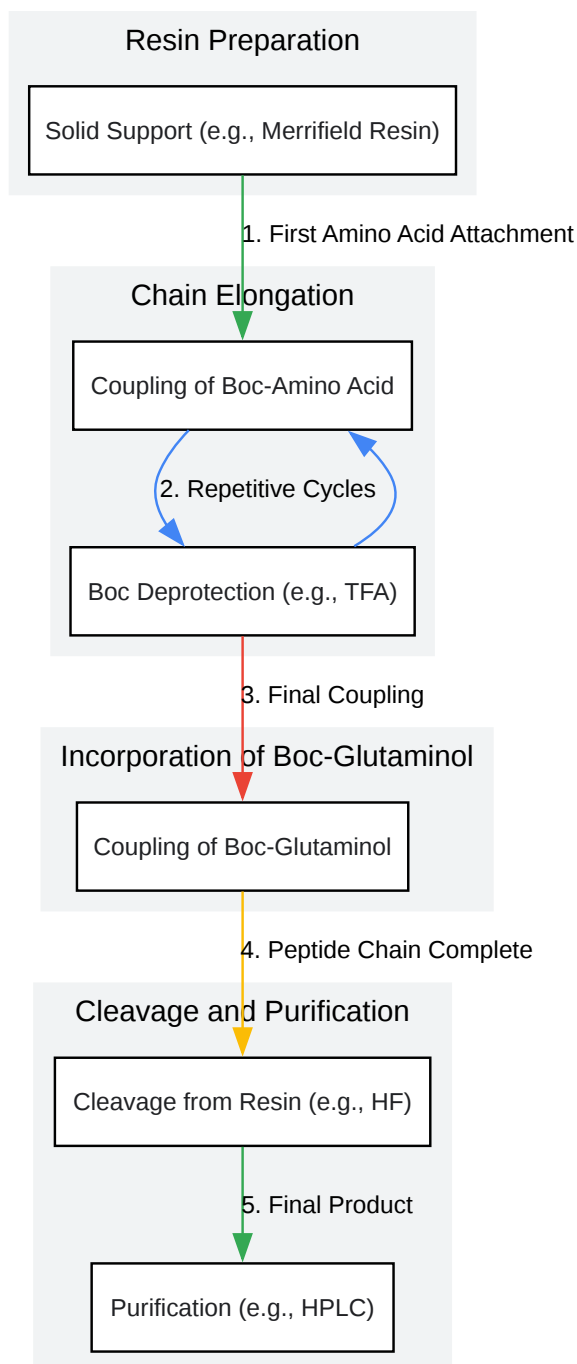 Resin Preparation
Solid Support (e.g., Merrifield Resin)
1. First Amino Acid Attachment
Chain Elongation
Coupling of Boc-Amino Acid
2. Repetitive Cycles
Boc Deprotection (e.g., TFA)
3. Final Coupling
Incorporation of Boc-Glutaminol
Coupling of Boc-Glutaminol
4. Peptide Chain Complete
Cleavage and Purification
Cleavage from Resin (e.g., HF)
5. Final Product
Purification (e.g., HPLC)